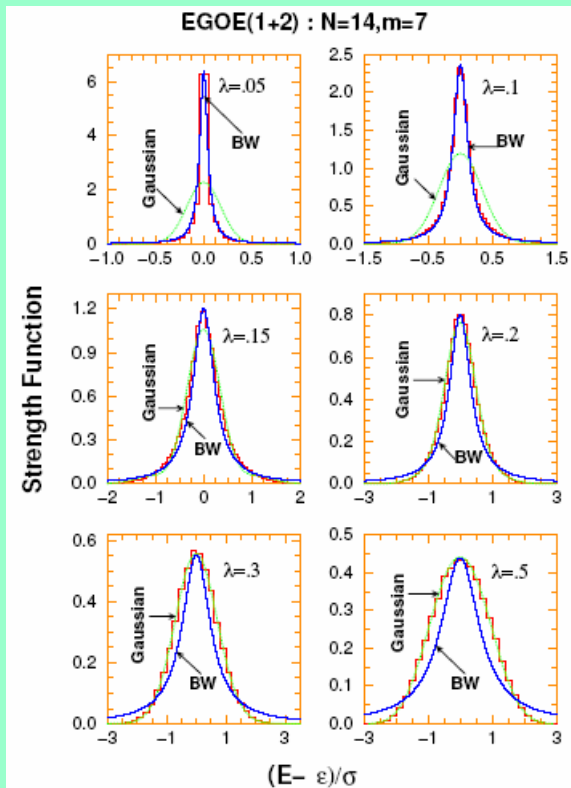 EGOE(1+2) : N=14,m=7
λ=.05
BW
Gaussian
6
4
2
0
−1.0 −0.5 0.0 0.5 1.0
λ=.1
BW
Gaussian
2.5
2.0
1.5
1.0
0.5
0.0
−1.5 −0.5 0.5 1.5
Strength Function
λ=.15
Gaussian
BW
1.2
0.9
0.6
0.3
0.0
−2 −1 0 1 2
λ=.2
Gaussian
BW
0.8
0.6
0.4
0.2
0.0
−3 −1 1 3
λ=.3
Gaussian
BW
0.6
0.4
0.2
0.0
−3 −1 1 3
λ=.5
Gaussian
BW
0.5
0.4
0.3
0.2
0.1
0.0
−3 −1 1 3
(E− ε)/σ